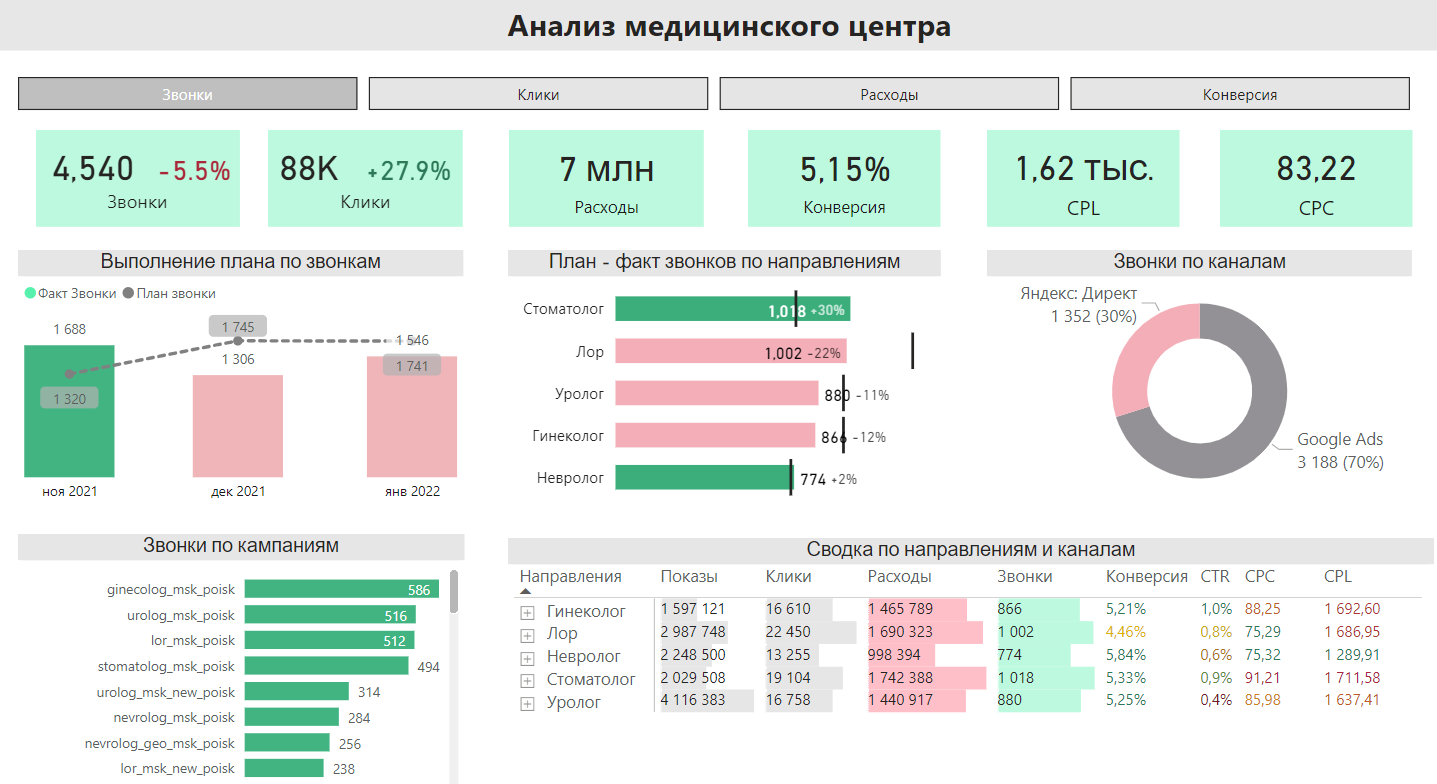 Анализ медицинского центра
Звонки
Клики
Расходы
Конверсия
4,540 -5.5%
Звонки
88K +27.9%
Клики
7 млн
Расходы
5,15%
Конверсия
1,62 тыс.
CPL
83,22
CPC
Выполнение плана по звонкам
Факт Звонки План звонки
1 688
1 745
1 546
1 306
1 741
1 320
ноя 2021
дек 2021
янв 2022
План - факт звонков по направлениям
Стоматолог 1,018 +30%
Лор 1,002 -22%
Уролог 880 -11%
Гинеколог 866 -12%
Невролог 774 +2%
Звонки по каналам
Яндекс: Директ
1 352 (30%)
Google Ads
3 188 (70%)
Звонки по кампаниям
ginecolog_msk_poisk 586
urolog_msk_poisk 516
lor_msk_poisk 512
stomatolog_msk_poisk 494
urolog_msk_new_poisk 314
nevrolog_msk_poisk 284
nevrolog_geo_msk_poisk 256
lor_msk_new_poisk 238
Сводка по направлениям и каналам
Направления Показы Клики Расходы Звонки Конверсия CTR CPC CPL
Гинеколог 1 597 121 16 610 1 465 789 866 5,21% 1,0% 88,25 1 692,60
Лор 2 987 748 22 450 1 690 323 1 002 4,46% 0,8% 75,29 1 686,95
Невролог 2 248 500 13 255 998 394 774 5,84% 0,6% 75,32 1 289,91
Стоматолог 2 029 508 19 104 1 742 388 1 018 5,33% 0,9% 91,21 1 711,58
Уролог 4 116 383 16 758 1 440 917 880 5,25% 0,4% 85,98 1 637,41